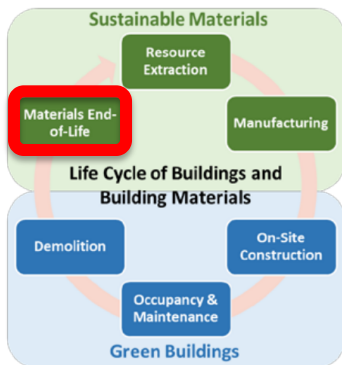 Sustainable Materials
Resource
Extraction
Materials End-
of-Life
Manufacturing
Life Cycle of Buildings and
Building Materials
Demolition
On-Site
Construction
Occupancy &
Maintenance
Green Buildings